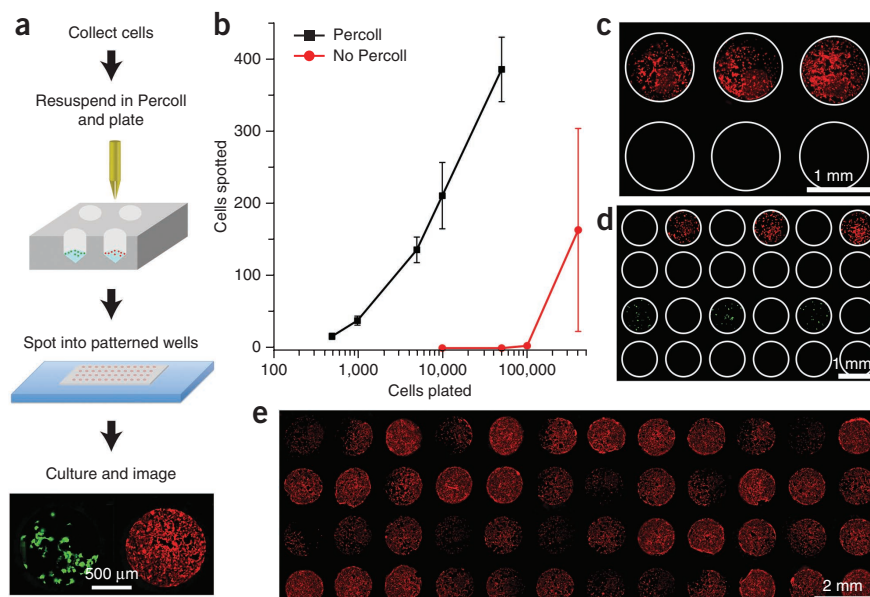 a
Collect cells
Resuspend in Percoll
and plate
Spot into patterned wells
Culture and image
500 μm
b
Percoll
No Percoll
Cells spotted
400
300
200
100
0
100
1,000
10,000
100,000
Cells plated
c
1 mm
d
1 mm
e
2 mm